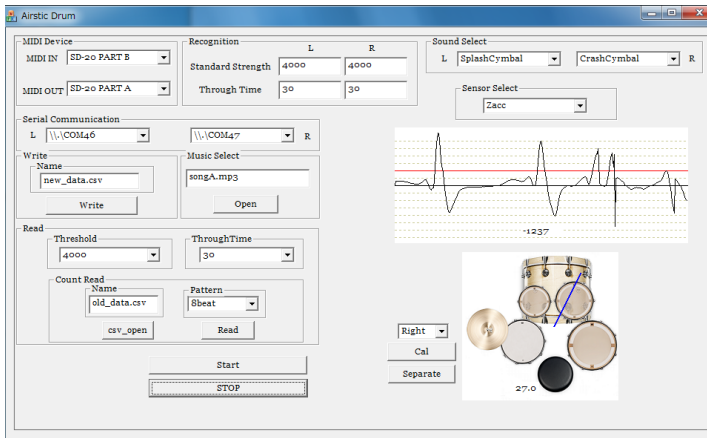 Airstic Drum
MIDI Device
MIDI IN SD-20 PART B
MIDI OUT SD-20 PART A
Recognition
L R
Standard Strength 4000 4000
Through Time 30 30
Sound Select
L SplashCymbal CrashCymbal R
Sensor Select
Zacc
Serial Communication
L \\.\COM46 \\.\COM47 R
Write
Name
new_data.csv
Write
Music Select
songA.mp3
Open
-1237
Read
Threshold
4000
ThroughTime
30
Count Read
Name
old_data.csv
csv_open
Pattern
8beat
Read
Right
Cal
Separate
27.0
Start
STOP